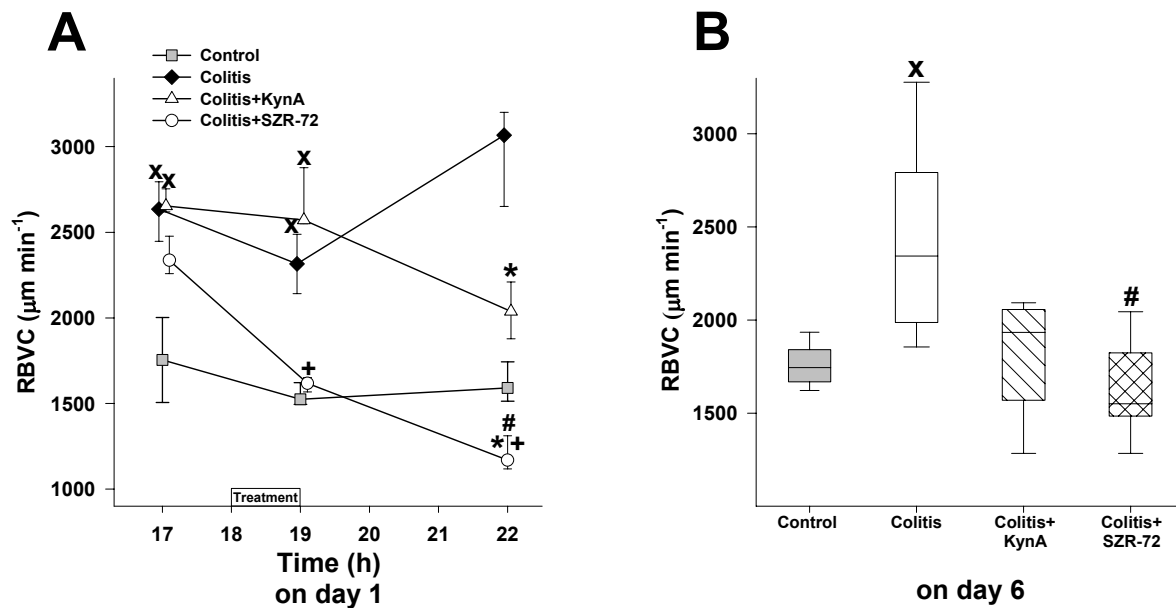 A
Control
Colitis
Colitis+KynA
Colitis+SZR-72
RBVC (μm min⁻¹)
3000
2500
2000
1500
1000
x
x
x
x
*
+
#
*+
Treatment
17 18 19 20 21 22
Time (h)
on day 1
B
RBVC (μm min⁻¹)
3000
2500
2000
1500
x
#
Control Colitis Colitis+ Colitis+
KynA SZR-72
on day 6